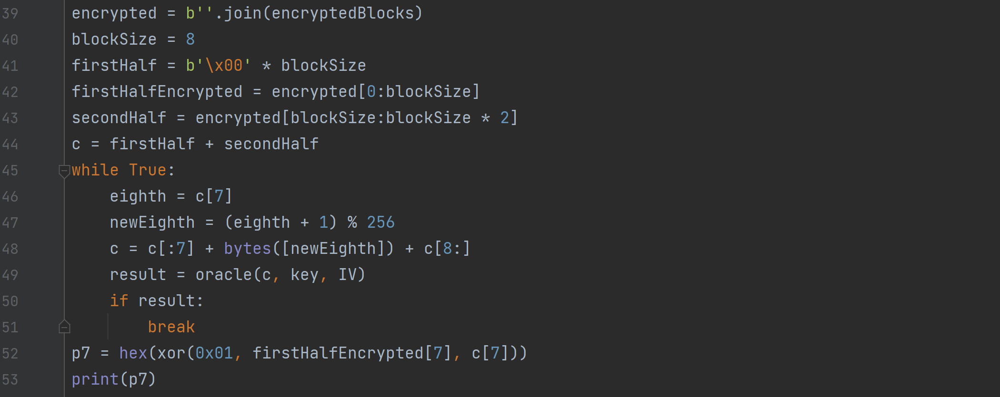 39 encrypted = b''.join(encryptedBlocks)
40 blockSize = 8
41 firstHalf = b'\x00' * blockSize
42 firstHalfEncrypted = encrypted[0:blockSize]
43 secondHalf = encrypted[blockSize:blockSize * 2]
44 c = firstHalf + secondHalf
45 while True:
46     eighth = c[7]
47     newEighth = (eighth + 1) % 256
48     c = c[:7] + bytes([newEighth]) + c[8:]
49     result = oracle(c, key, IV)
50     if result:
51         break
52 p7 = hex(xor(0x01, firstHalfEncrypted[7], c[7]))
53 print(p7)